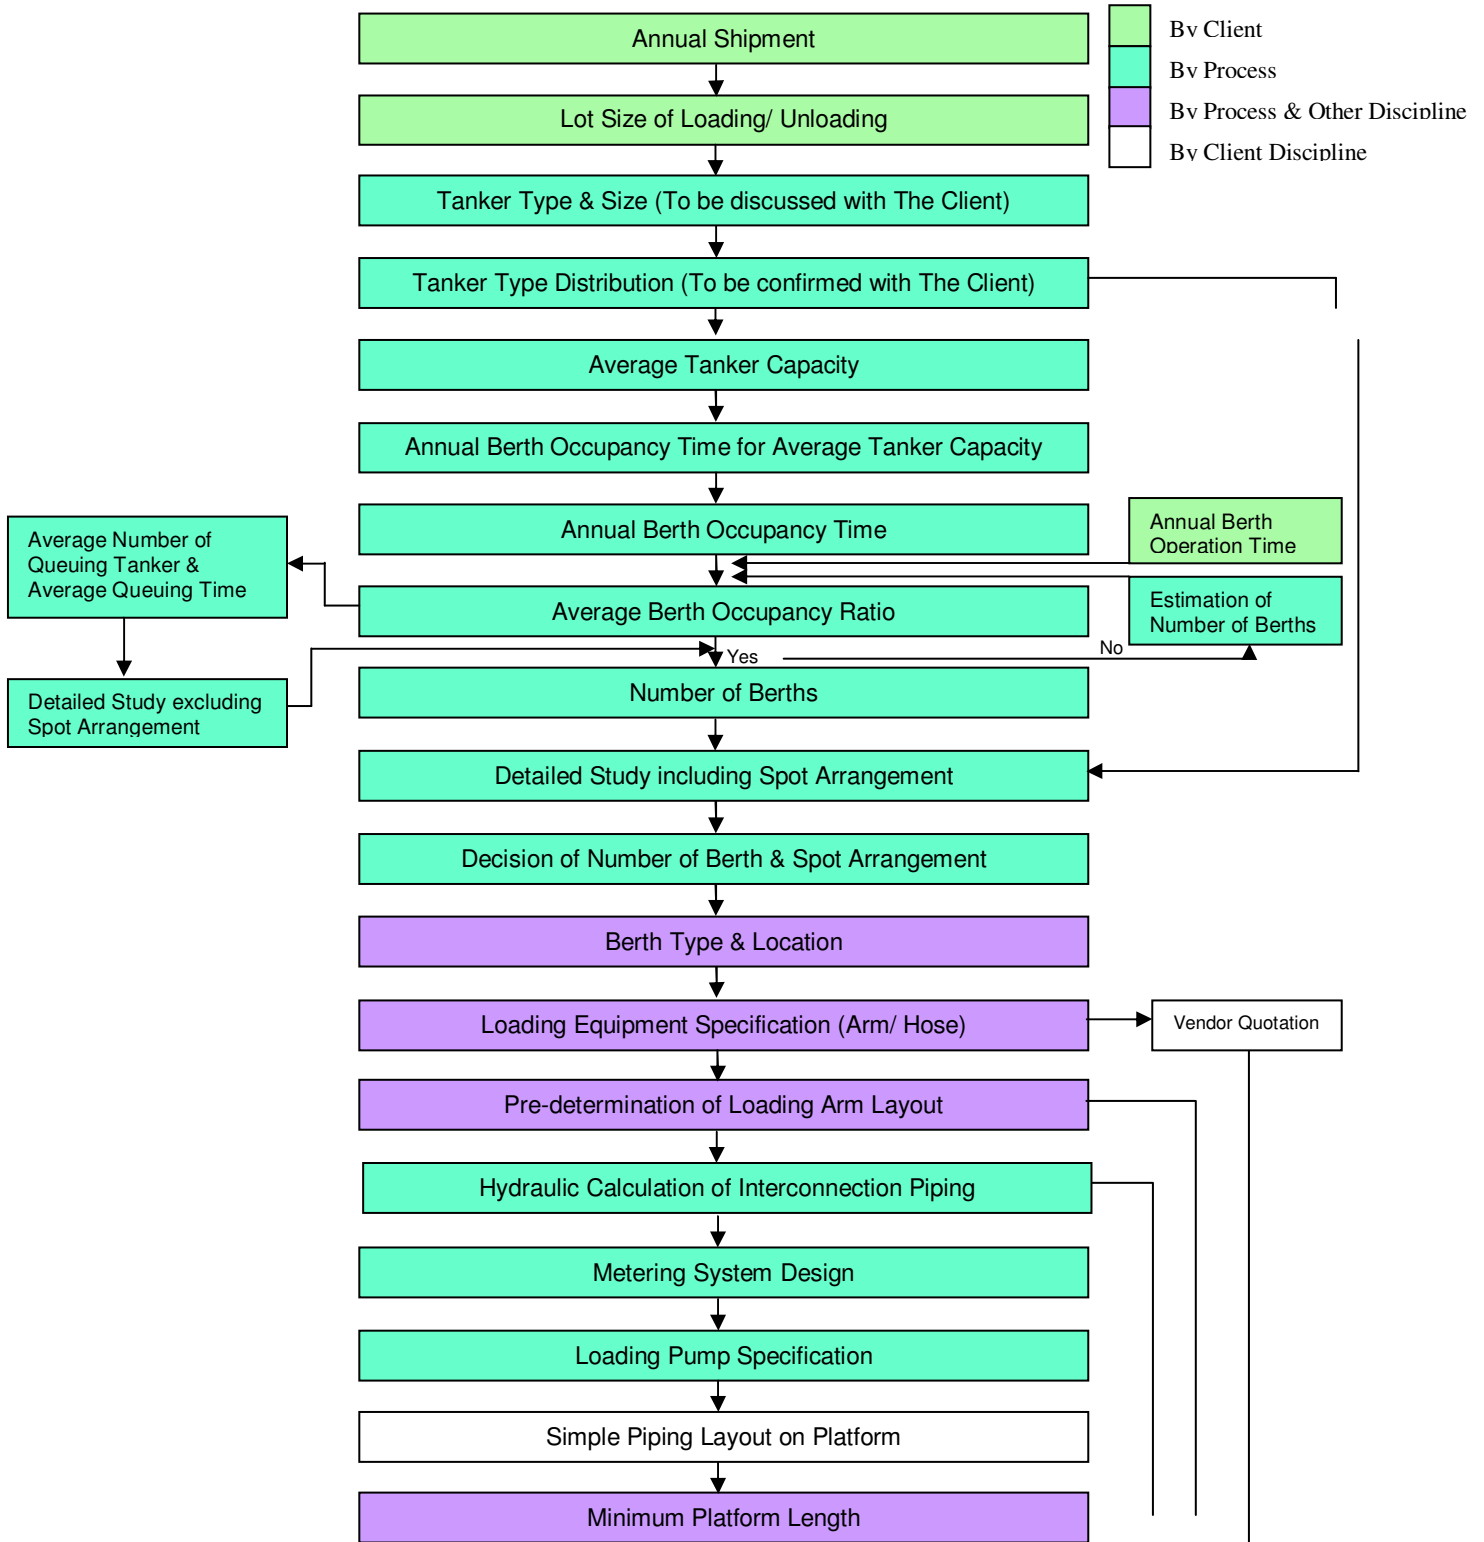 Annual Shipment
Lot Size of Loading/ Unloading
Tanker Type & Size (To be discussed with The Client)
Tanker Type Distribution (To be confirmed with The Client)
Average Tanker Capacity
Annual Berth Occupancy Time for Average Tanker Capacity
Annual Berth Occupancy Time
Average Berth Occupancy Ratio
Yes
No
Number of Berths
Detailed Study including Spot Arrangement
Decision of Number of Berth & Spot Arrangement
Berth Type & Location
Loading Equipment Specification (Arm/ Hose)
Pre-determination of Loading Arm Layout
Hydraulic Calculation of Interconnection Piping
Metering System Design
Loading Pump Specification
Simple Piping Layout on Platform
Minimum Platform Length
Average Number of
Queuing Tanker &
Average Queuing Time
Detailed Study excluding
Spot Arrangement
Annual Berth
Operation Time
Estimation of
Number of Berths
Vendor Quotation
By Client
By Process
By Process & Other Discipline
By Client Discipline